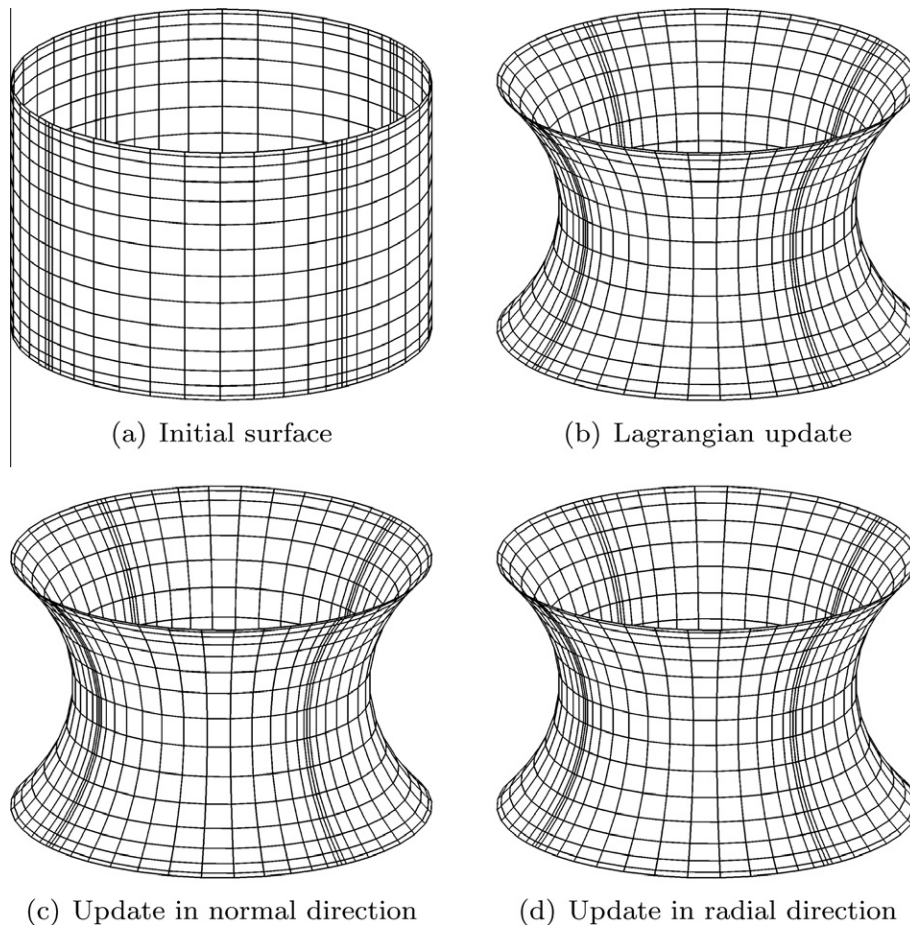 (a) Initial surface
(b) Lagrangian update
(c) Update in normal direction
(d) Update in radial direction